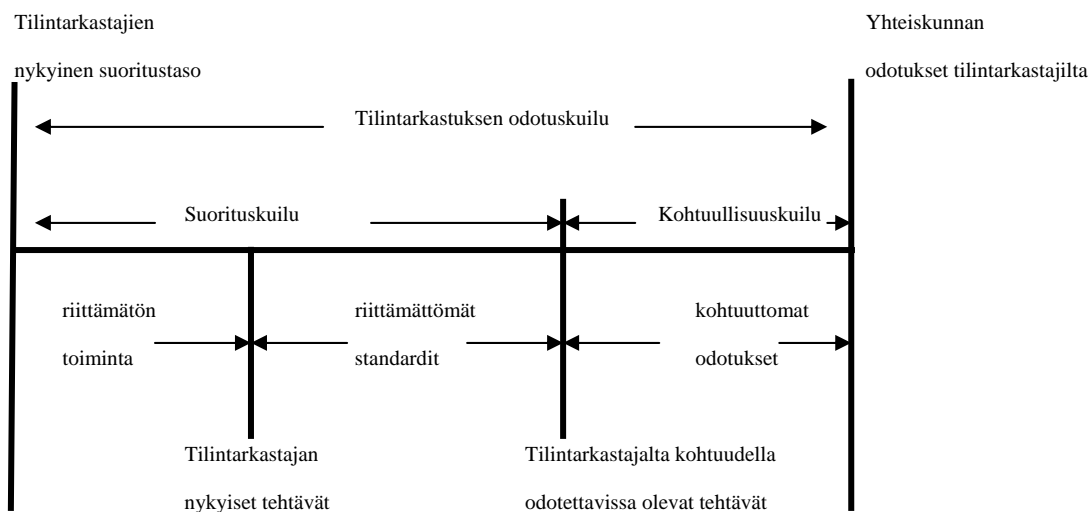 Tilintarkastajien
nykyinen suoritustaso
Yhteiskunnan
odotukset tilintarkastajilta
Tilintarkastuksen odotuskuilu
Suorituskuilu
Kohtuullisuuskuilu
riittämätön
toiminta
riittämättömät
standardit
kohtuuttomat
odotukset
Tilintarkastajan
nykyiset tehtävät
Tilintarkastajalta kohtuudella
odotettavissa olevat tehtävät